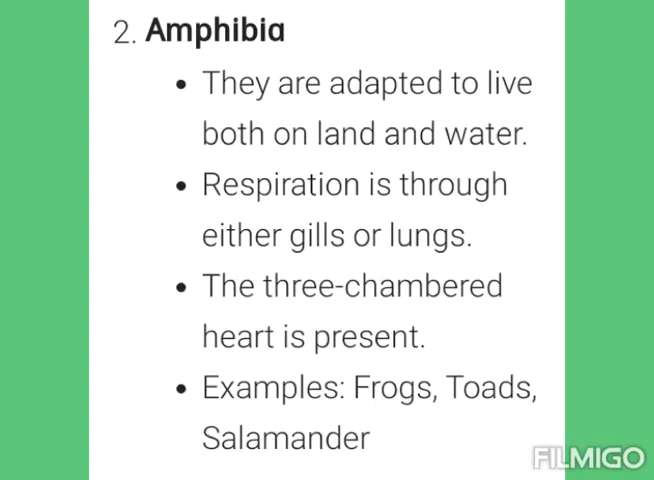 2. Amphibia
• They are adapted to live
both on land and water.
• Respiration is through
either gills or lungs.
• The three-chambered
heart is present.
• Examples: Frogs, Toads,
Salamander
FILMIGO